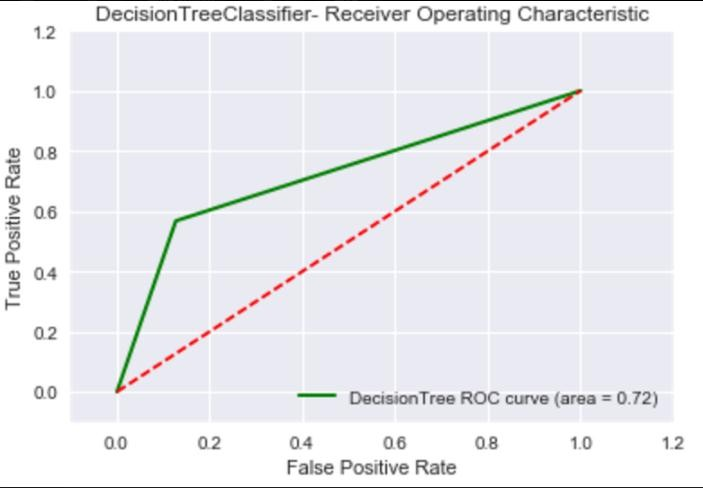 DecisionTreeClassifier- Receiver Operating Characteristic
1.2
1.0
0.8
0.6
0.4
0.2
0.0
True Positive Rate
DecisionTree ROC curve (area = 0.72)
0.0 0.2 0.4 0.6 0.8 1.0 1.2
False Positive Rate